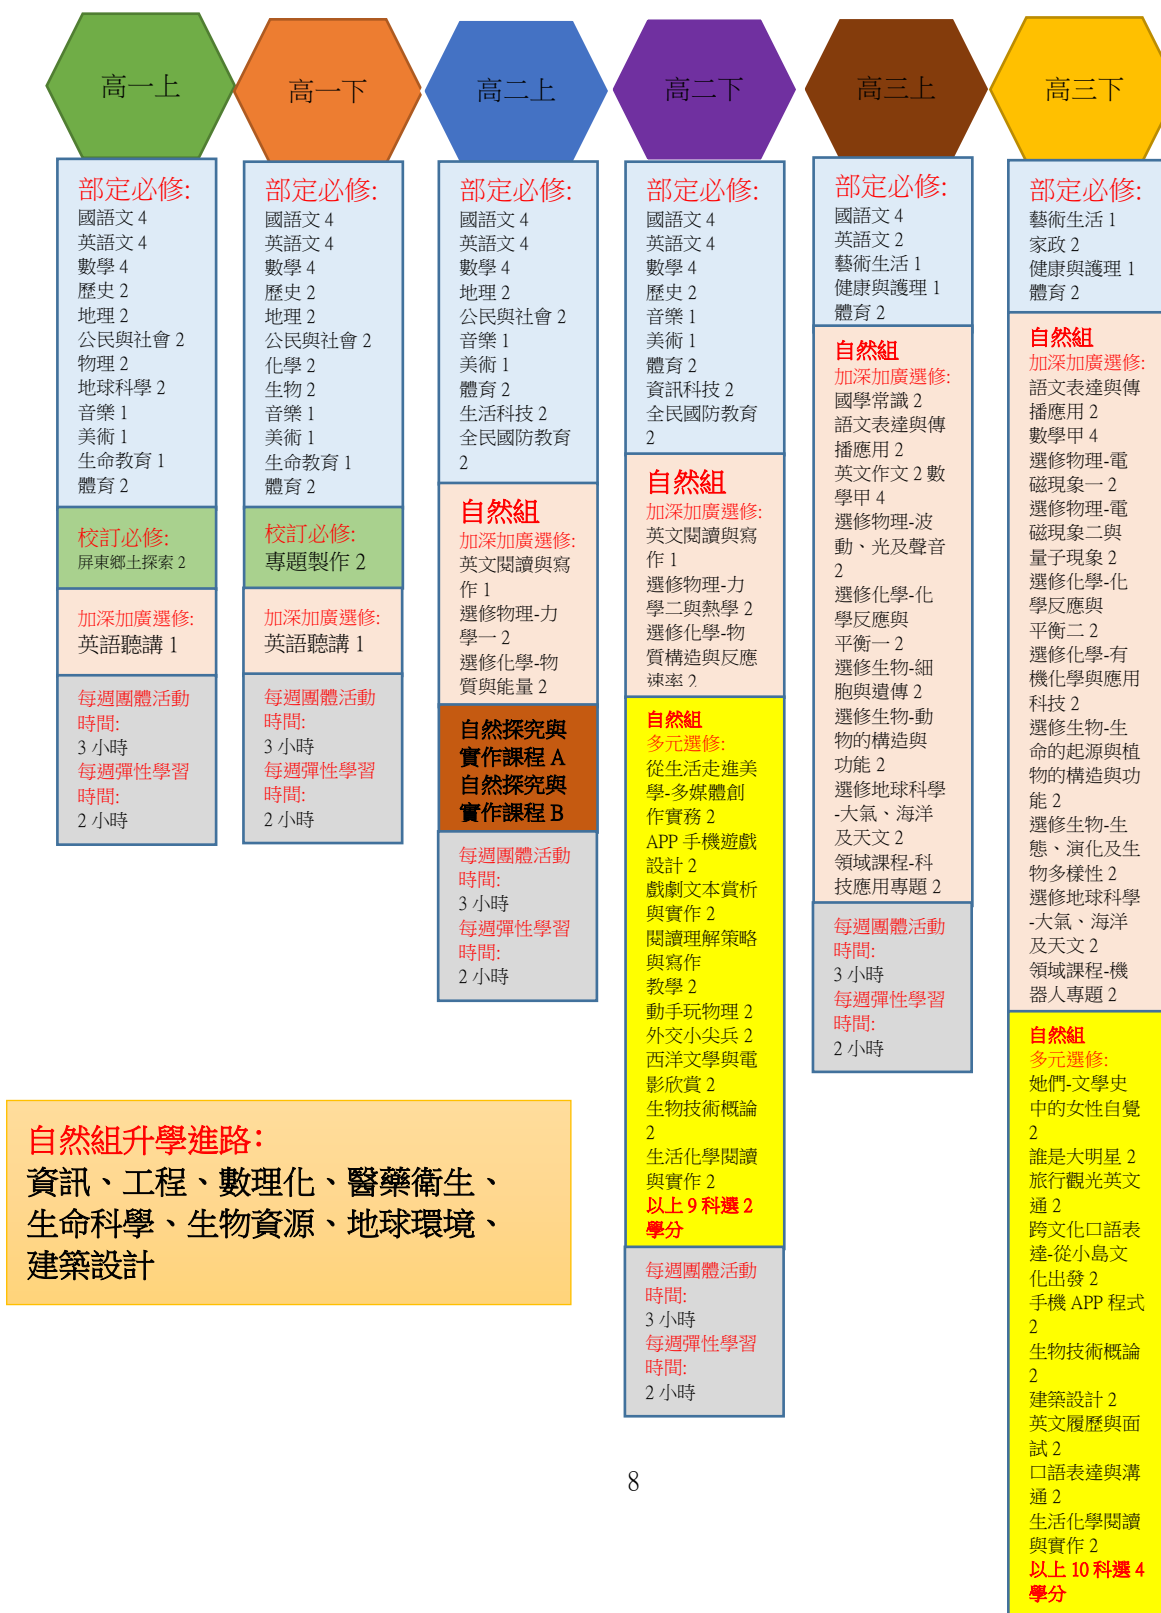 高一上
部定必修:
國語文 4
英語文 4
數學 4
歷史 2
地理 2
公民與社會 2
物理 2
地球科學 2
音樂 1
美術 1
生命教育 1
體育 2
校訂必修:
屏東鄉土探索 2
加深加廣選修:
英語聽講 1
每週團體活動
時間:
3 小時
每週彈性學習
時間:
2 小時
高一下
部定必修:
國語文 4
英語文 4
數學 4
歷史 2
地理 2
公民與社會 2
化學 2
生物 2
音樂 1
美術 1
生命教育 1
體育 2
校訂必修:
專題製作 2
加深加廣選修:
英語聽講 1
每週團體活動
時間:
3 小時
每週彈性學習
時間:
2 小時
高二上
部定必修:
國語文 4
英語文 4
數學 4
地理 2
公民與社會 2
音樂 1
美術 1
體育 2
生活科技 2
全民國防教育
2
自然組
加深加廣選修:
英文閱讀與寫
作 1
選修物理-力
學一 2
選修化學-物
質與能量 2
自然探究與
實作課程 A
自然探究與
實作課程 B
每週團體活動
時間:
3 小時
每週彈性學習
時間:
2 小時
高二下
部定必修:
國語文 4
英語文 4
數學 4
歷史 2
音樂 1
美術 1
體育 2
資訊科技 2
全民國防教育
2
自然組
加深加廣選修:
英文閱讀與寫
作 1
選修物理-力
學二與熱學 2
選修化學-物
質構造與反應
速率 2
自然組
多元選修:
從生活走進美
學-多媒體創
作實務 2
APP 手機遊戲
設計 2
戲劇文本賞析
與實作 2
閱讀理解策略
與寫作
教學 2
動手玩物理 2
外交小尖兵 2
西洋文學與電
影欣賞 2
生物技術概論
2
生活化學閱讀
與實作 2
以上 9 科選 2
學分
每週團體活動
時間:
3 小時
每週彈性學習
時間:
2 小時
高三上
部定必修:
國語文 4
英語文 2
藝術生活 1
健康與護理 1
體育 2
自然組
加深加廣選修:
國學常識 2
語文表達與傳
播應用 2
英文作文 2 數
學甲 4
選修物理-波
動、光及聲音
2
選修化學-化
學反應與
平衡一 2
選修生物-細
胞與遺傳 2
選修生物-動
物的構造與
功能 2
選修地球科學
-大氣、海洋
及天文 2
領域課程-科
技應用專題 2
每週團體活動
時間:
3 小時
每週彈性學習
時間:
2 小時
高三下
部定必修:
藝術生活 1
家政 2
健康與護理 1
體育 2
自然組
加深加廣選修:
語文表達與傳
播應用 2
數學甲 4
選修物理-電
磁現象一 2
選修物理-電
磁現象二與
量子現象 2
選修化學-化
學反應與
平衡二 2
選修化學-有
機化學與應用
科技 2
選修生物-生
命的起源與植
物的構造與功
能 2
選修生物-生
態、演化及生
物多樣性 2
選修地球科學
-大氣、海洋
及天文 2
領域課程-機
器人專題 2
自然組
多元選修:
她們-文學史
中的女性自覺
2
誰是大明星 2
旅行觀光英文
通 2
跨文化口語表
達-從小島文
化出發 2
手機 APP 程式
2
生物技術概論
2
建築設計 2
英文履歷與面
試 2
口語表達與溝
通 2
生活化學閱讀
與實作 2
以上 10 科選 4
學分
自然組升學進路:
資訊、工程、數理化、醫藥衛生、
生命科學、生物資源、地球環境、
建築設計
8